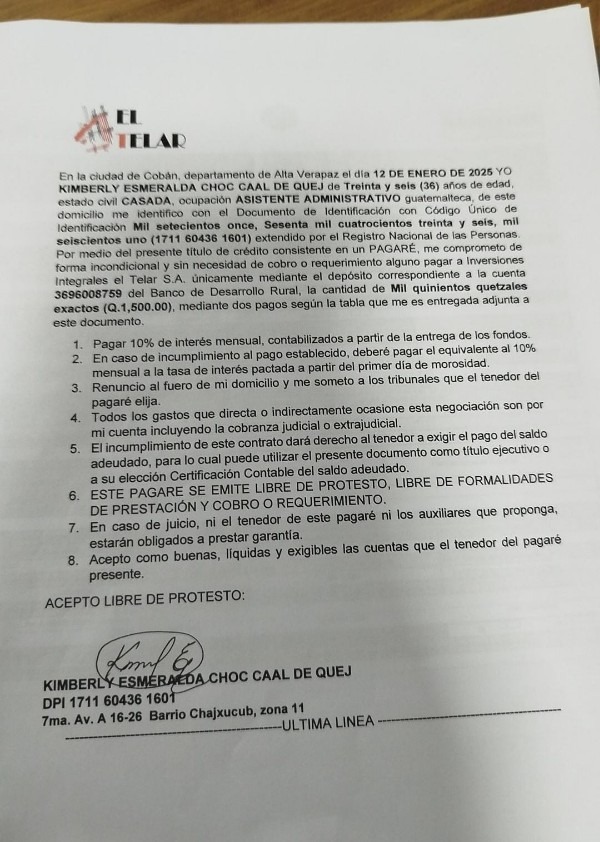 EL
TELAR
En la ciudad de Cobán, departamento de Alta Verapaz el día 12 DE ENERO DE 2025 YO
KIMBERLY ESMERALDA CHOC CAAL DE QUEJ de Treinta y seis (36) años de edad,
estado civil CASADA, ocupación ASISTENTE ADMINISTRATIVO guatemalteca, de este
domicilio me identifico con el Documento de Identificación con Código Único de
Identificación Mil setecientos once, Sesenta mil cuatrocientos treinta y seis, mil
seiscientos uno (1711 60436 1601) extendido por el Registro Nacional de las Personas.
Por medio del presente título de crédito consistente en un PAGARÉ, me comprometo de
forma incondicional y sin necesidad de cobro o requerimiento alguno pagar a Inversiones
Integrales el Telar S.A. únicamente mediante el depósito correspondiente a la cuenta
3696008759 del Banco de Desarrollo Rural, la cantidad de Mil quinientos quetzales
exactos (Q.1,500.00), mediante dos pagos según la tabla que me es entregada adjunta a
este documento.
1. Pagar 10% de interés mensual, contabilizados a partir de la entrega de los fondos.
2. En caso de incumplimiento al pago establecido, deberé pagar el equivalente al 10%
mensual a la tasa de interés pactada a partir del primer día de morosidad.
3. Renuncio al fuero de mi domicilio y me someto a los tribunales que el tenedor del
pagaré elija.
4. Todos los gastos que directa o indirectamente ocasione esta negociación son por
mi cuenta incluyendo la cobranza judicial o extrajudicial.
5. El incumplimiento de este contrato dará derecho al tenedor a exigir el pago del saldo
adeudado, para lo cual puede utilizar el presente documento como título ejecutivo o
a su elección Certificación Contable del saldo adeudado.
6. ESTE PAGARE SE EMITE LIBRE DE PROTESTO, LIBRE DE FORMALIDADES
DE PRESTACIÓN Y COBRO O REQUERIMIENTO.
7. En caso de juicio, ni el tenedor de este pagaré ni los auxiliares que proponga,
estarán obligados a prestar garantía.
8. Acepto como buenas, líquidas y exigibles las cuentas que el tenedor del pagaré
presente.
ACEPTO LIBRE DE PROTESTO:
KIMBERLY ESMERALDA CHOC CAAL DE QUEJ
DPI 1711 60436 1601
7ma. Av. A 16-26 Barrio Chajxucub, zona 11
------------------------------------ULTIMA LINEA ------------------------------